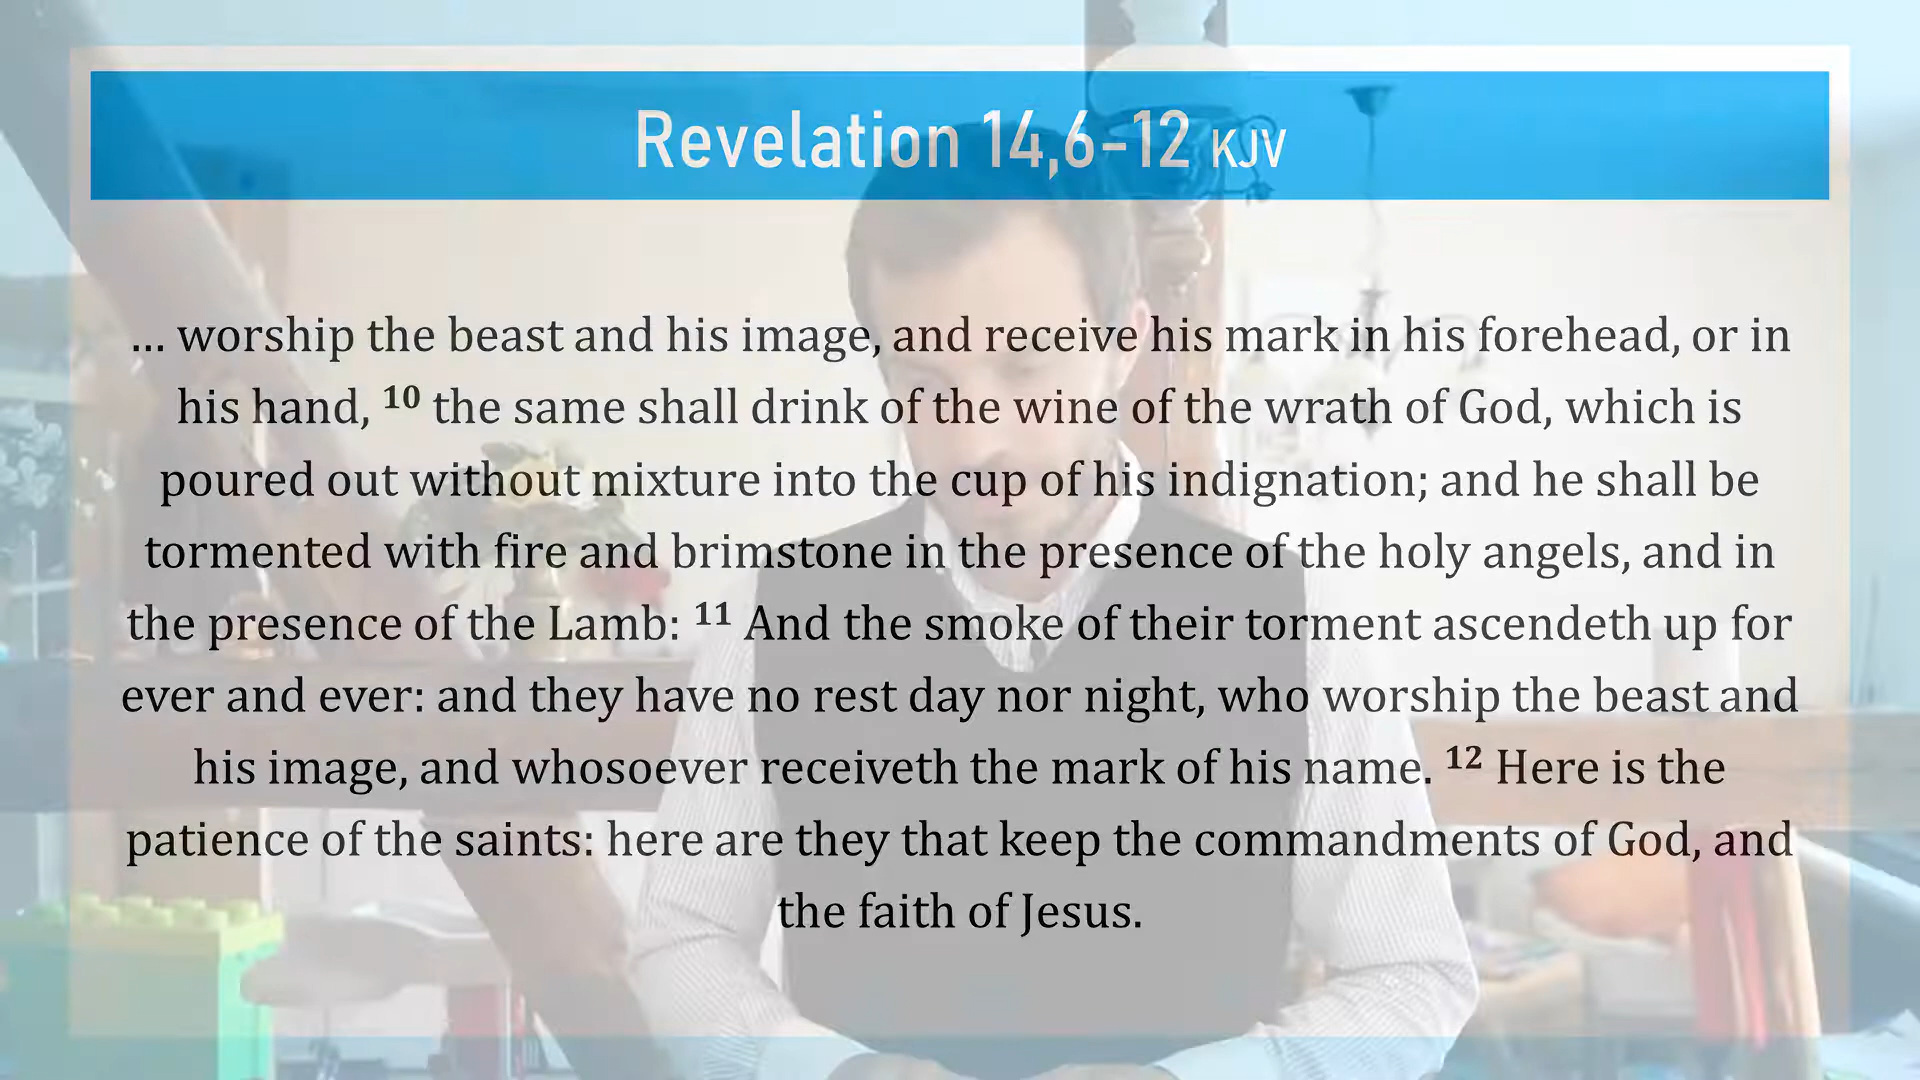 Revelation 14,6-12 KJV
... worship the beast and his image, and receive his mark in his forehead, or in
his hand, 10 the same shall drink of the wine of the wrath of God, which is
poured out without mixture into the cup of his indignation; and he shall be
tormented with fire and brimstone in the presence of the holy angels, and in
the presence of the Lamb: 11 And the smoke of their torment ascendeth up for
ever and ever: and they have no rest day nor night, who worship the beast and
his image, and whosoever receiveth the mark of his name. 12 Here is the
patience of the saints: here are they that keep the commandments of God, and
the faith of Jesus.